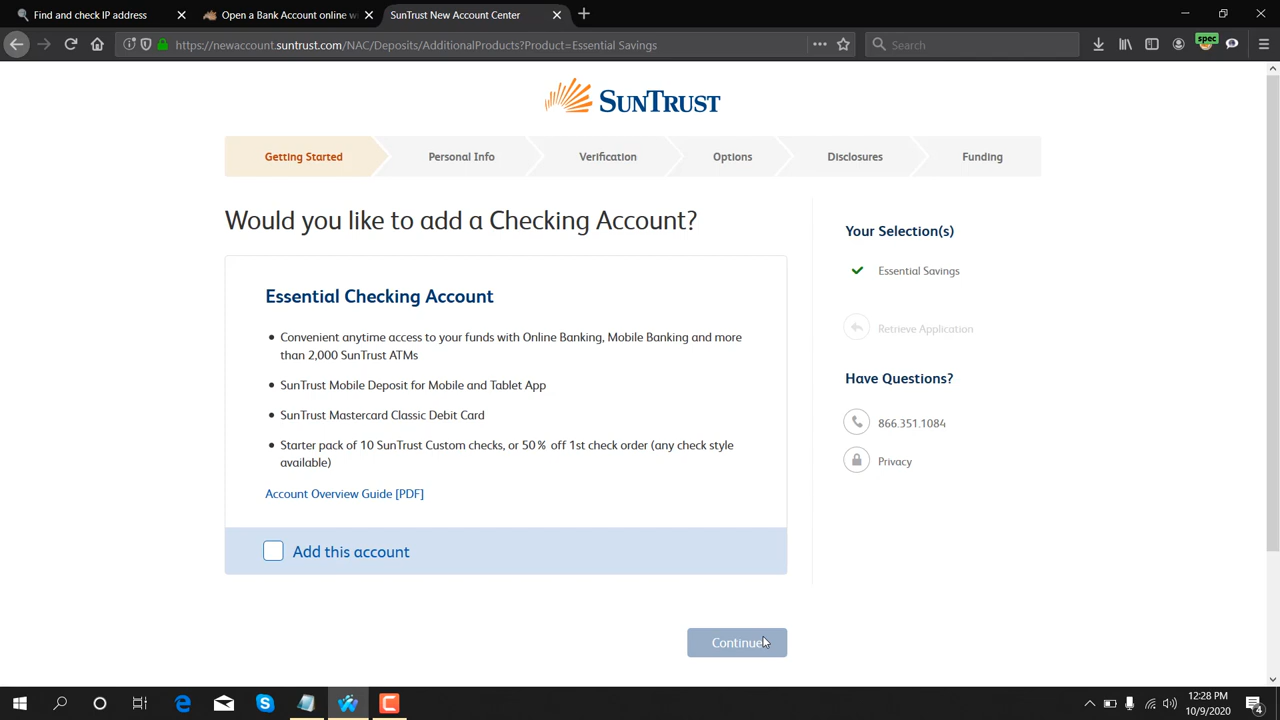 Find and check IP address
Open a Bank Account online wi
SunTrust New Account Center
https://newaccount.suntrust.com/NAC/Deposits/AdditionalProducts?Product=Essential Savings
Search
spec
SUNTRUST
Getting Started
Personal Info
Verification
Options
Disclosures
Funding
Would you like to add a Checking Account?
Essential Checking Account
• Convenient anytime access to your funds with Online Banking, Mobile Banking and more
than 2,000 SunTrust ATMs
• SunTrust Mobile Deposit for Mobile and Tablet App
• SunTrust Mastercard Classic Debit Card
• Starter pack of 10 SunTrust Custom checks, or 50% off 1st check order (any check style
available)
Account Overview Guide [PDF]
Add this account
Continue
Your Selection(s)
Essential Savings
Retrieve Application
Have Questions?
866.351.1084
Privacy
12:28 PM
10/9/2020
4